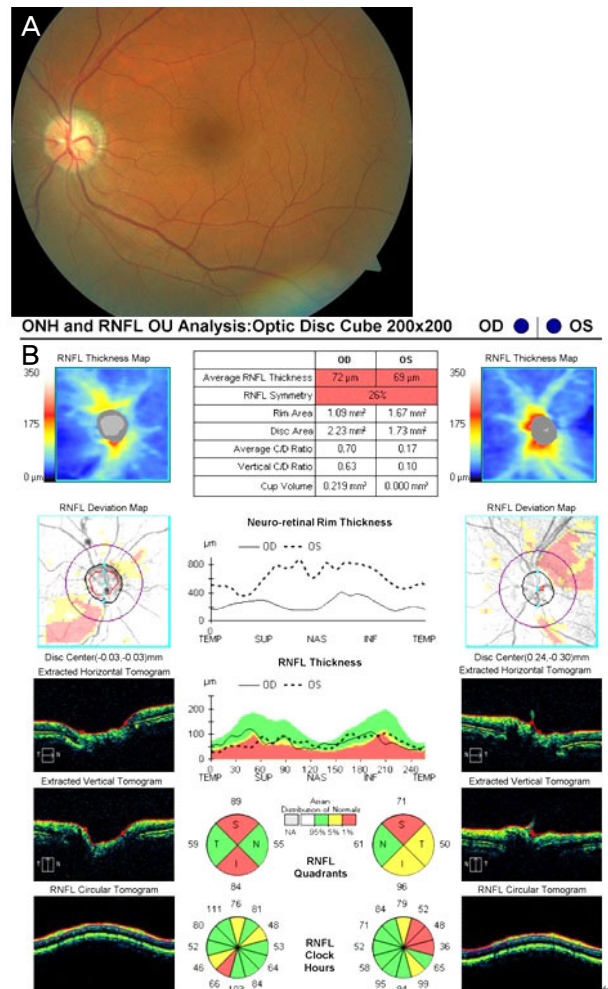 A
ONH and RNFL OU Analysis:Optic Disc Cube 200x200 OD OS
B
RNFL Thickness Map
350
175
0 µm
OD OS
Average RNFL Thickness 72 µm 69 µm
RNFL Symmetry 26%
Rim Area 1.09 mm² 1.67 mm²
Disc Area 2.23 mm² 1.73 mm²
Average C/D Ratio 0.70 0.17
Vertical C/D Ratio 0.63 0.10
Cup Volume 0.219 mm³ 0.000 mm³
RNFL Thickness Map
350
175
0 µm
RNFL Deviation Map
Disc Center(-0.03,-0.03)mm
Neuro-retinal Rim Thickness
µm OD OS
800
400
0
TEMP SUP NAS INF TEMP
RNFL Deviation Map
Disc Center(0.24,-0.30)mm
Extracted Horizontal Tomogram
T N
RNFL Thickness
µm OD OS
200
100
0
0 30 60 90 120 150 180 210 240
TEMP SUP NAS INF TEMP
Extracted Horizontal Tomogram
T N
Extracted Vertical Tomogram
Asian
Distribution of Normals
NA 95% 5% 1%
89
S
59 T N 55
I
84
RNFL
Quadrants
71
S
61 N T 50
I
96
Extracted Vertical Tomogram
RNFL Circular Tomogram
76
111 81
80 48
52 53
46 64
66 84
RNFL
Clock
Hours
79
84 52
71 48
52 36
58 65
95 99
RNFL Circular Tomogram